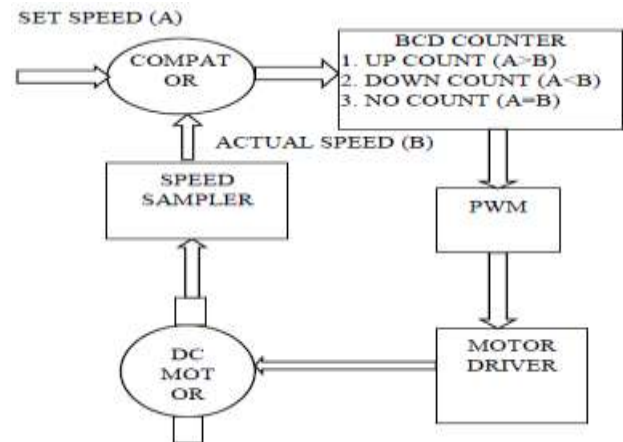 SET SPEED (A)
COMPAT
OR
BCD COUNTER
1. UP COUNT (A>B)
2. DOWN COUNT (A<B)
3. NO COUNT (A=B)
ACTUAL SPEED (B)
SPEED
SAMPLER
PWM
DC
MOT
OR
MOTOR
DRIVER